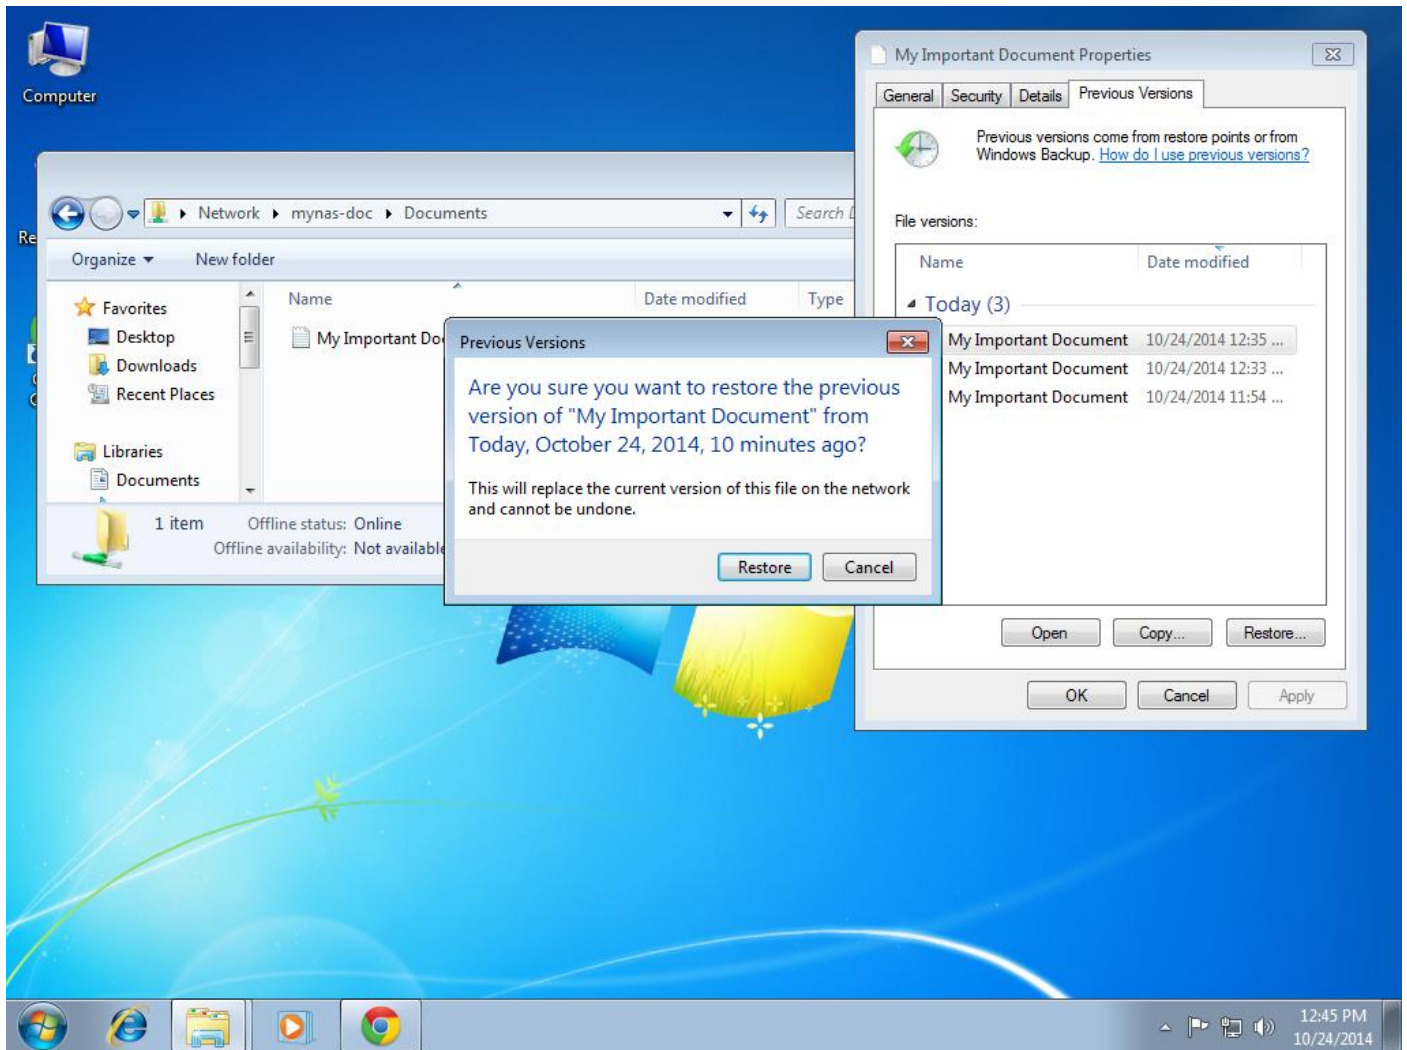 Computer
Re
Network ▸ mynas-doc ▸ Documents
Search
Organize
New folder
Favorites
Desktop
Downloads
Recent Places
Libraries
Documents
Name
Date modified
Type
My Important Do
1 item
Offline status: Online
Offline availability: Not available
Previous Versions
Are you sure you want to restore the previous
version of "My Important Document" from
Today, October 24, 2014, 10 minutes ago?
This will replace the current version of this file on the network
and cannot be undone.
Restore
Cancel
My Important Document Properties
General
Security
Details
Previous Versions
Previous versions come from restore points or from
Windows Backup. How do I use previous versions?
File versions:
Name
Date modified
Today (3)
My Important Document 10/24/2014 12:35 ...
My Important Document 10/24/2014 12:33 ...
My Important Document 10/24/2014 11:54 ...
Open
Copy...
Restore...
OK
Cancel
Apply
12:45 PM
10/24/2014